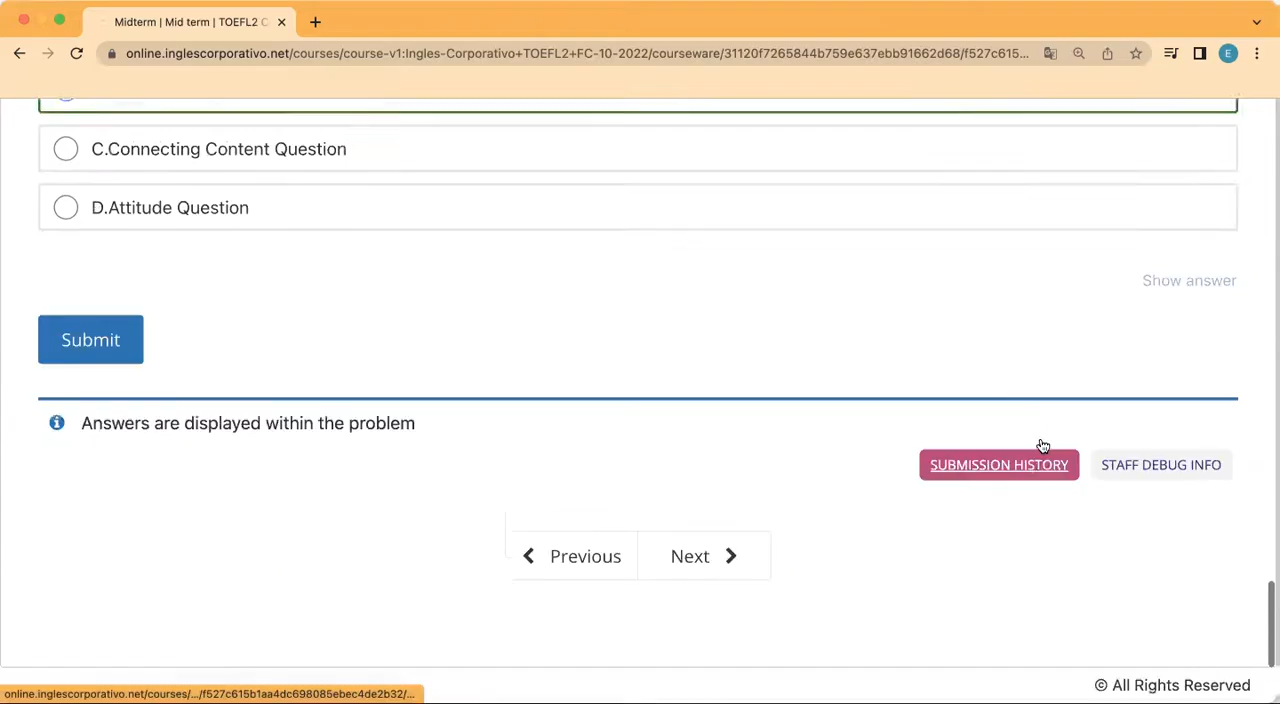 Midterm | Mid term | TOEFL2 C
online.inglescorporativo.net/courses/course-v1:Ingles-Corporativo+TOEFL2+FC-10-2022/courseware/31120f7265844b759e637ebb91662d68/f527c615...
E
C.Connecting Content Question
D.Attitude Question
Show answer
Submit
Answers are displayed within the problem
SUBMISSION HISTORY
STAFF DEBUG INFO
Previous
Next
© All Rights Reserved
online.inglescorporativo.net/courses/.../f527c615b1aa4dc698085ebec4de2b32/...